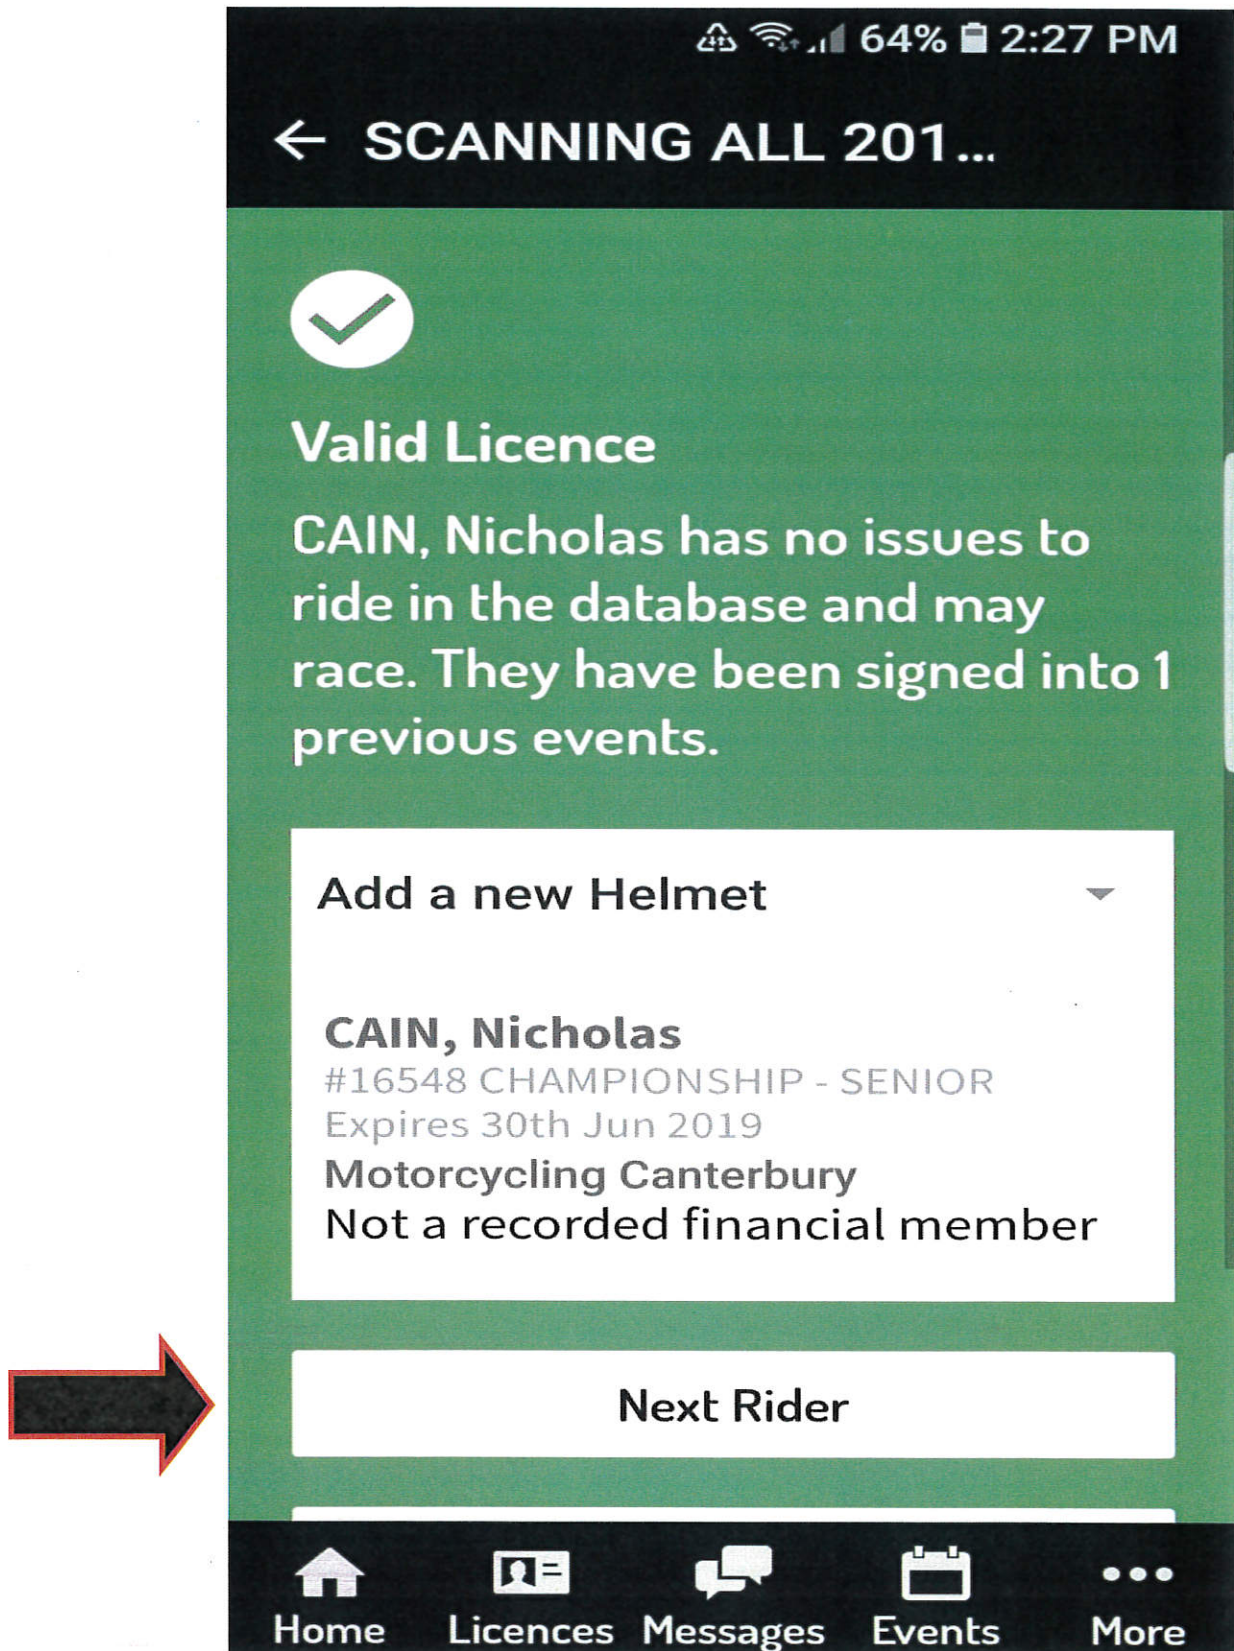 64% 2:27 PM
SCANNING ALL 201...
Valid Licence
CAIN, Nicholas has no issues to
ride in the database and may
race. They have been signed into 1
previous events.
Add a new Helmet
CAIN, Nicholas
#16548 CHAMPIONSHIP - SENIOR
Expires 30th Jun 2019
Motorcycling Canterbury
Not a recorded financial member
Next Rider
Home Licences Messages Events More